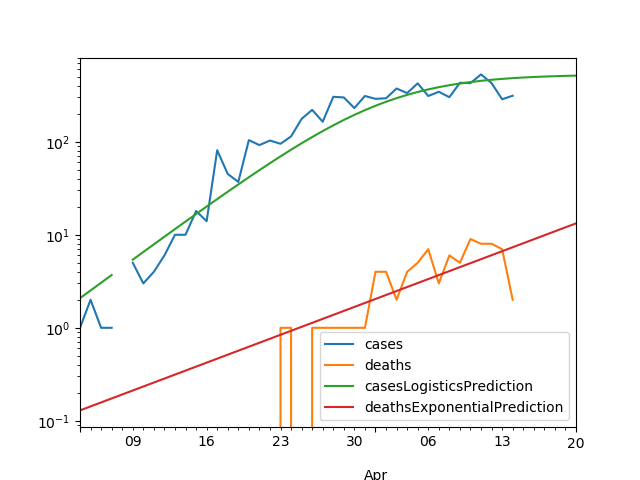 10²
10¹
10⁰
10⁻¹
cases
deaths
casesLogisticsPrediction
deathsExponentialPrediction
09 16 23 30 06 13 20
Apr